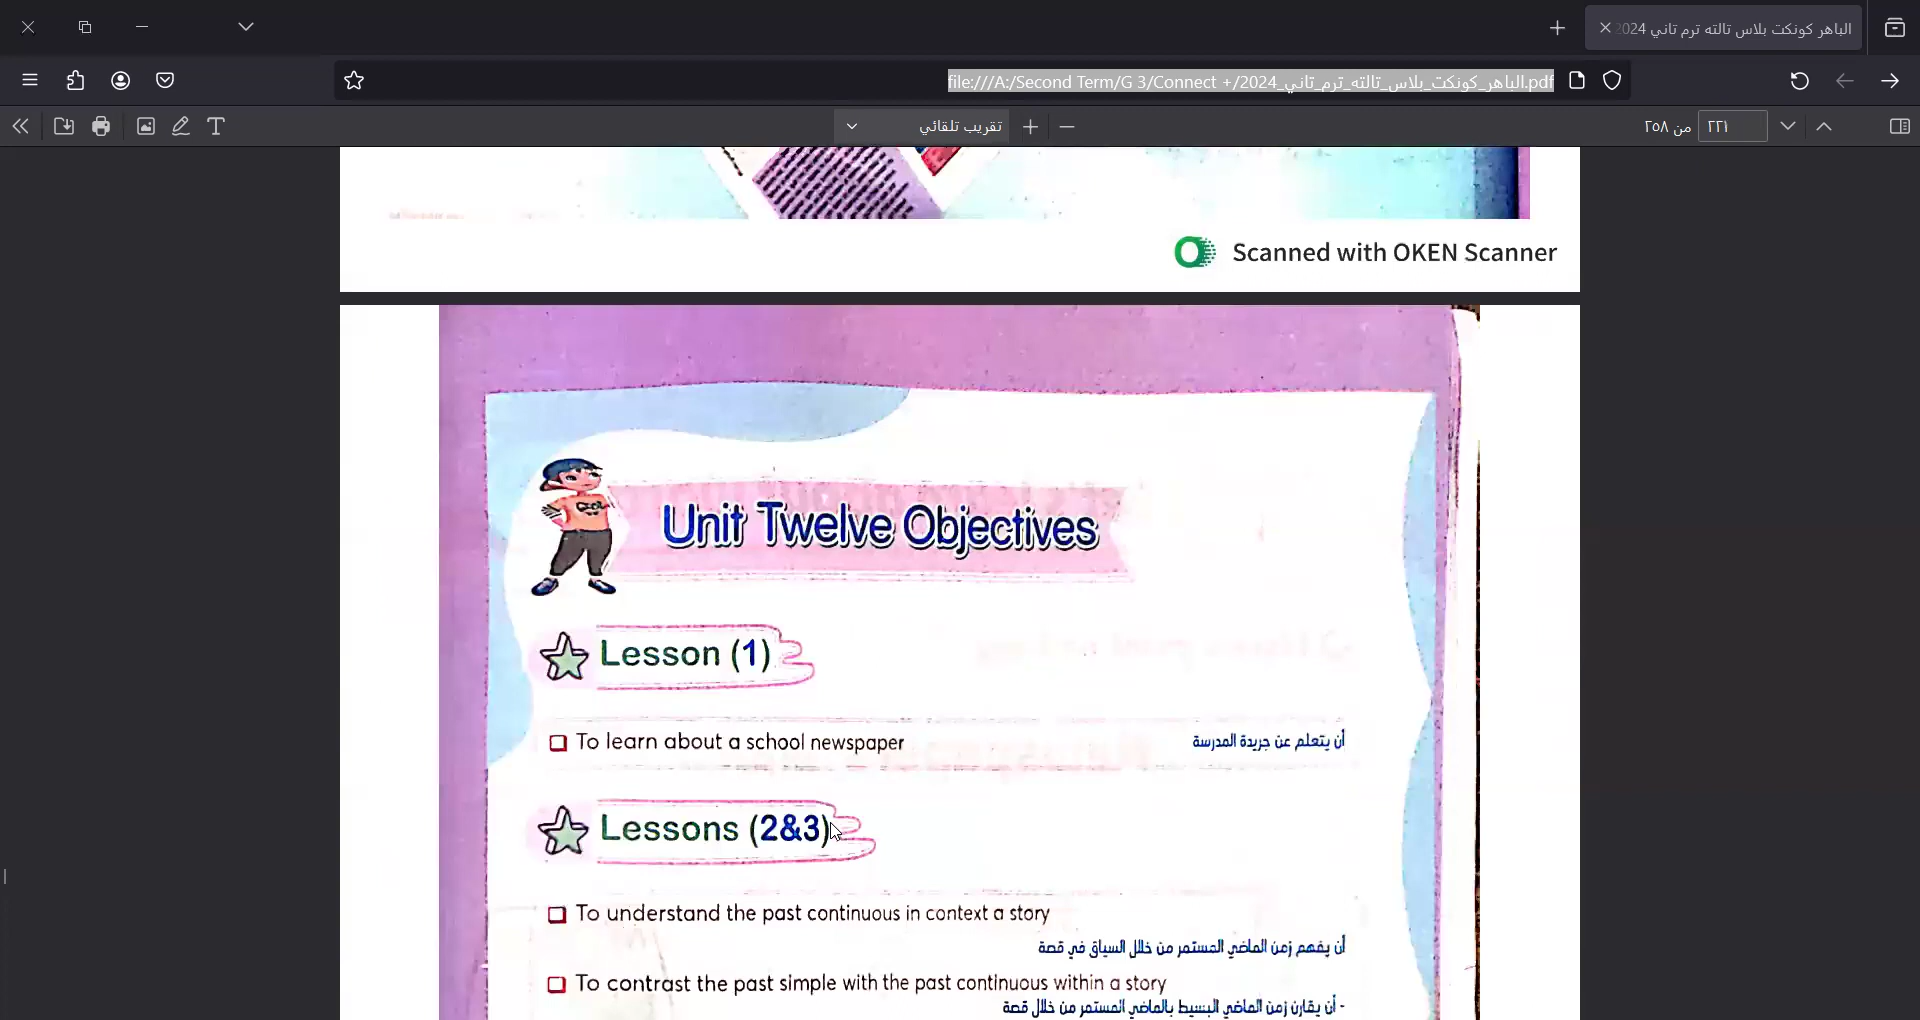 الباهر كونكت بلاس تالته ترم تاني 2024
file:///A:/Second Term/G 3/Connect +/2024_الباهر_كونكت_بلاس_تالته_ترم_تاني.pdf
تقريب تلقائي
٢٢١ من ٢٥٨
Scanned with OKEN Scanner
Unit Twelve Objectives
Lesson (1)
To learn about a school newspaper
أن يتعلم عن جريدة المدرسة
Lessons (2&3)
To understand the past continuous in context a story
أن يفهم زمن الماضي المستمر من خلال السياق في قصة
To contrast the past simple with the past continuous within a story
- أن يقارن زمن الماضي البسيط بالماضي المستمر من خلال قصة